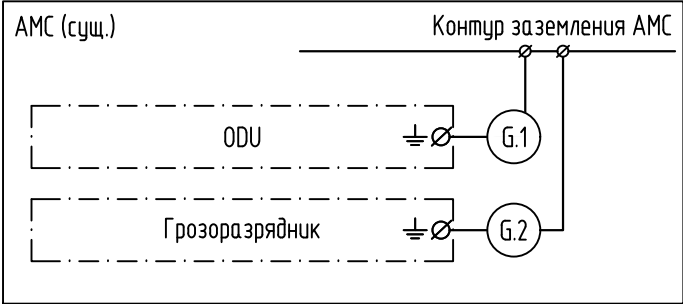 АМС (сущ.)
Контур заземления АМС
ODU
G.1
Грозоразрядник
G.2